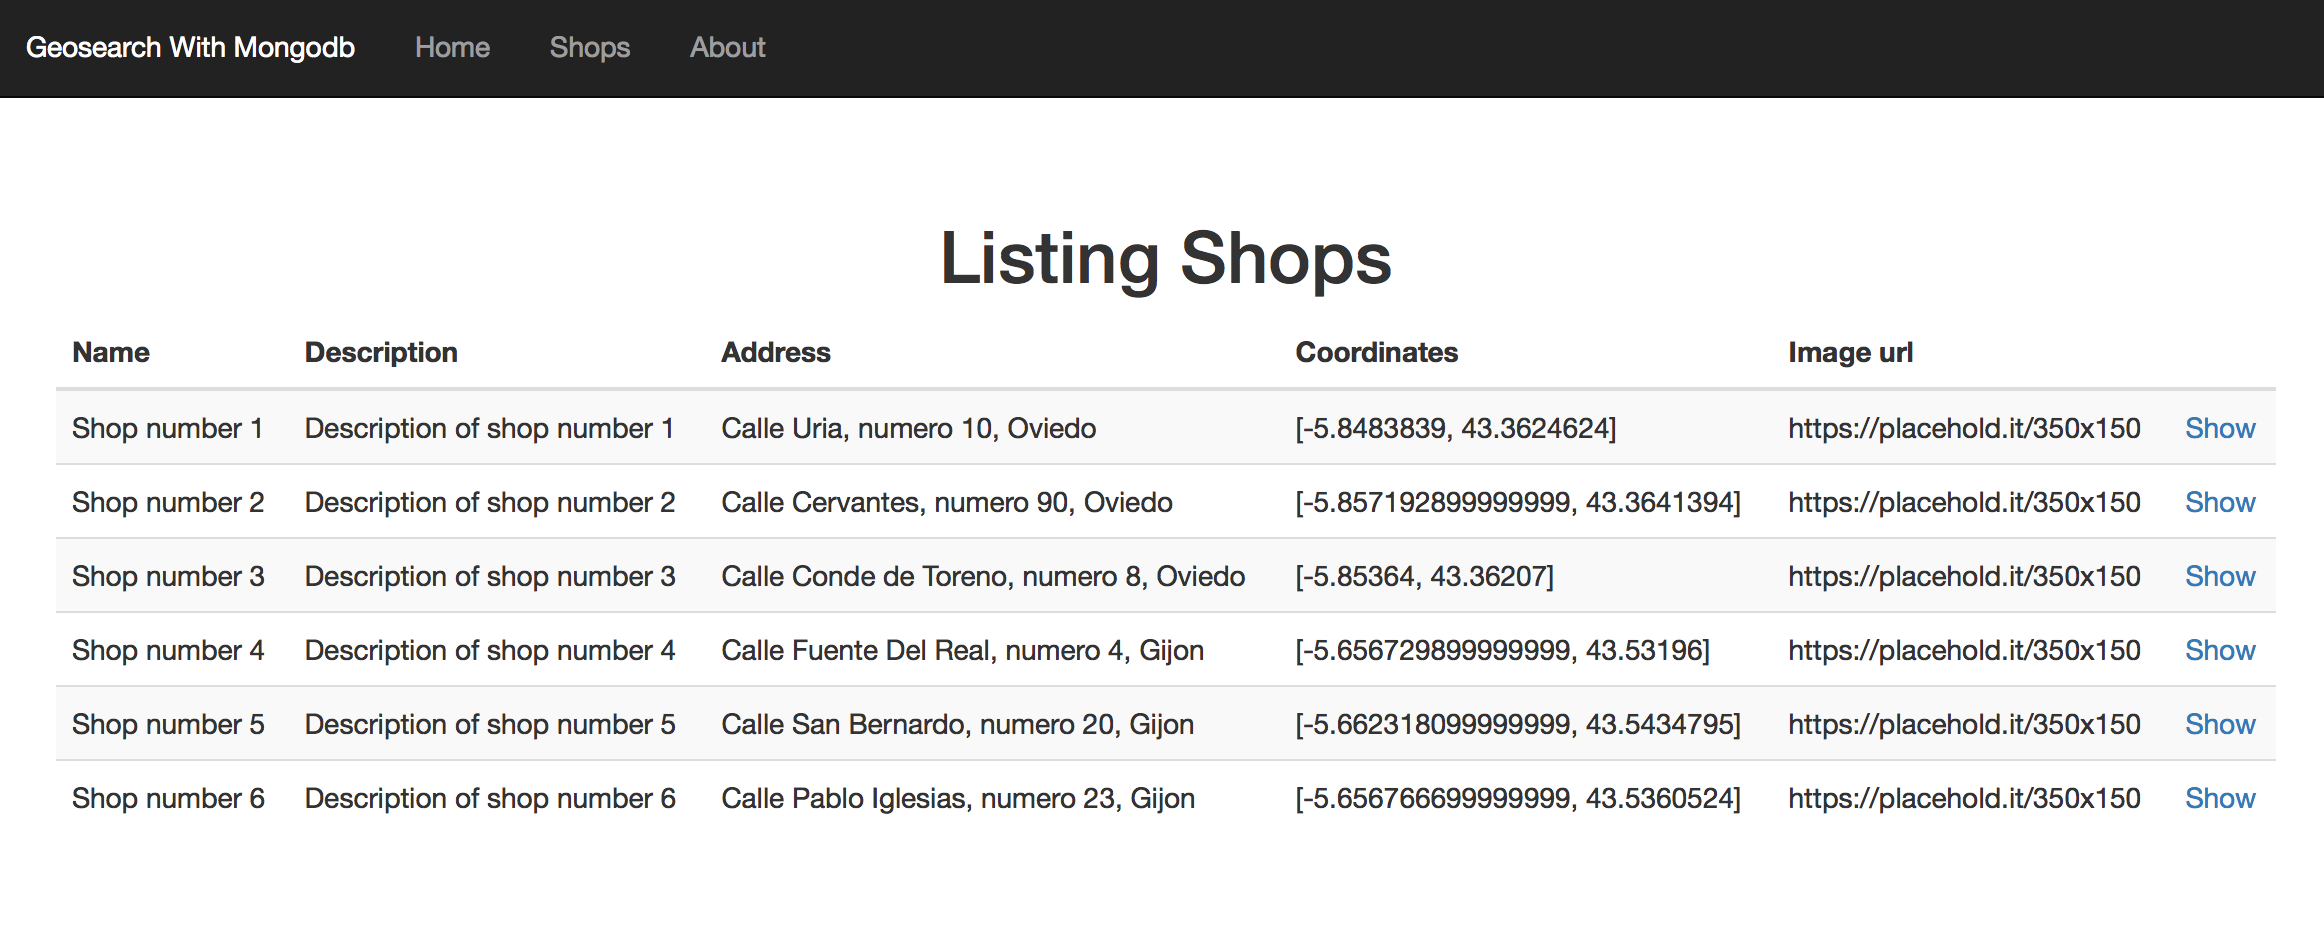 Geosearch With Mongodb Home Shops About
Listing Shops
Name Description Address Coordinates Image url
Shop number 1 Description of shop number 1 Calle Uria, numero 10, Oviedo [-5.8483839, 43.3624624] https://placehold.it/350x150 Show
Shop number 2 Description of shop number 2 Calle Cervantes, numero 90, Oviedo [-5.857192899999999, 43.3641394] https://placehold.it/350x150 Show
Shop number 3 Description of shop number 3 Calle Conde de Toreno, numero 8, Oviedo [-5.85364, 43.36207] https://placehold.it/350x150 Show
Shop number 4 Description of shop number 4 Calle Fuente Del Real, numero 4, Gijon [-5.656729899999999, 43.53196] https://placehold.it/350x150 Show
Shop number 5 Description of shop number 5 Calle San Bernardo, numero 20, Gijon [-5.662318099999999, 43.5434795] https://placehold.it/350x150 Show
Shop number 6 Description of shop number 6 Calle Pablo Iglesias, numero 23, Gijon [-5.656766699999999, 43.5360524] https://placehold.it/350x150 Show